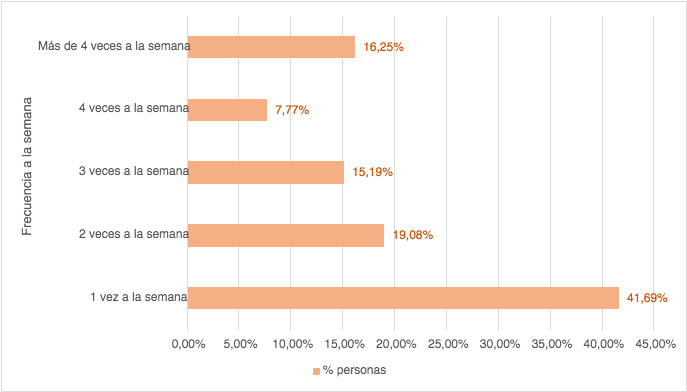 Frecuencia a la semana
Más de 4 veces a la semana 16,25%
4 veces a la semana 7,77%
3 veces a la semana 15,19%
2 veces a la semana 19,08%
1 vez a la semana 41,69%
0,00% 5,00% 10,00% 15,00% 20,00% 25,00% 30,00% 35,00% 40,00% 45,00%
% personas